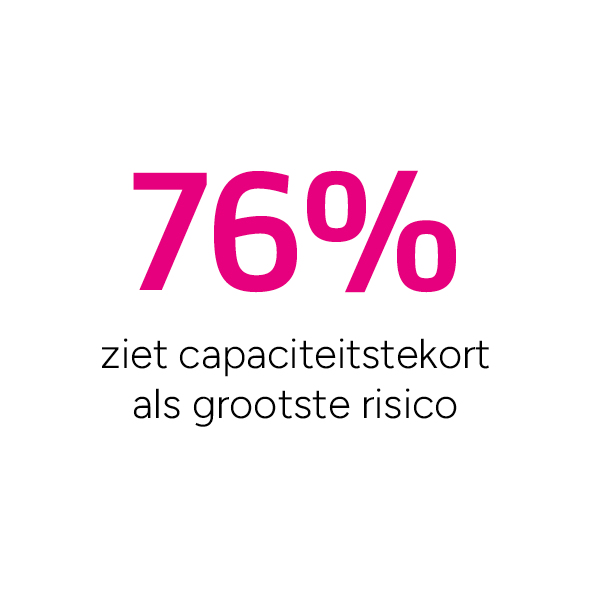 76%
ziet capaciteitstekort
als grootste risico